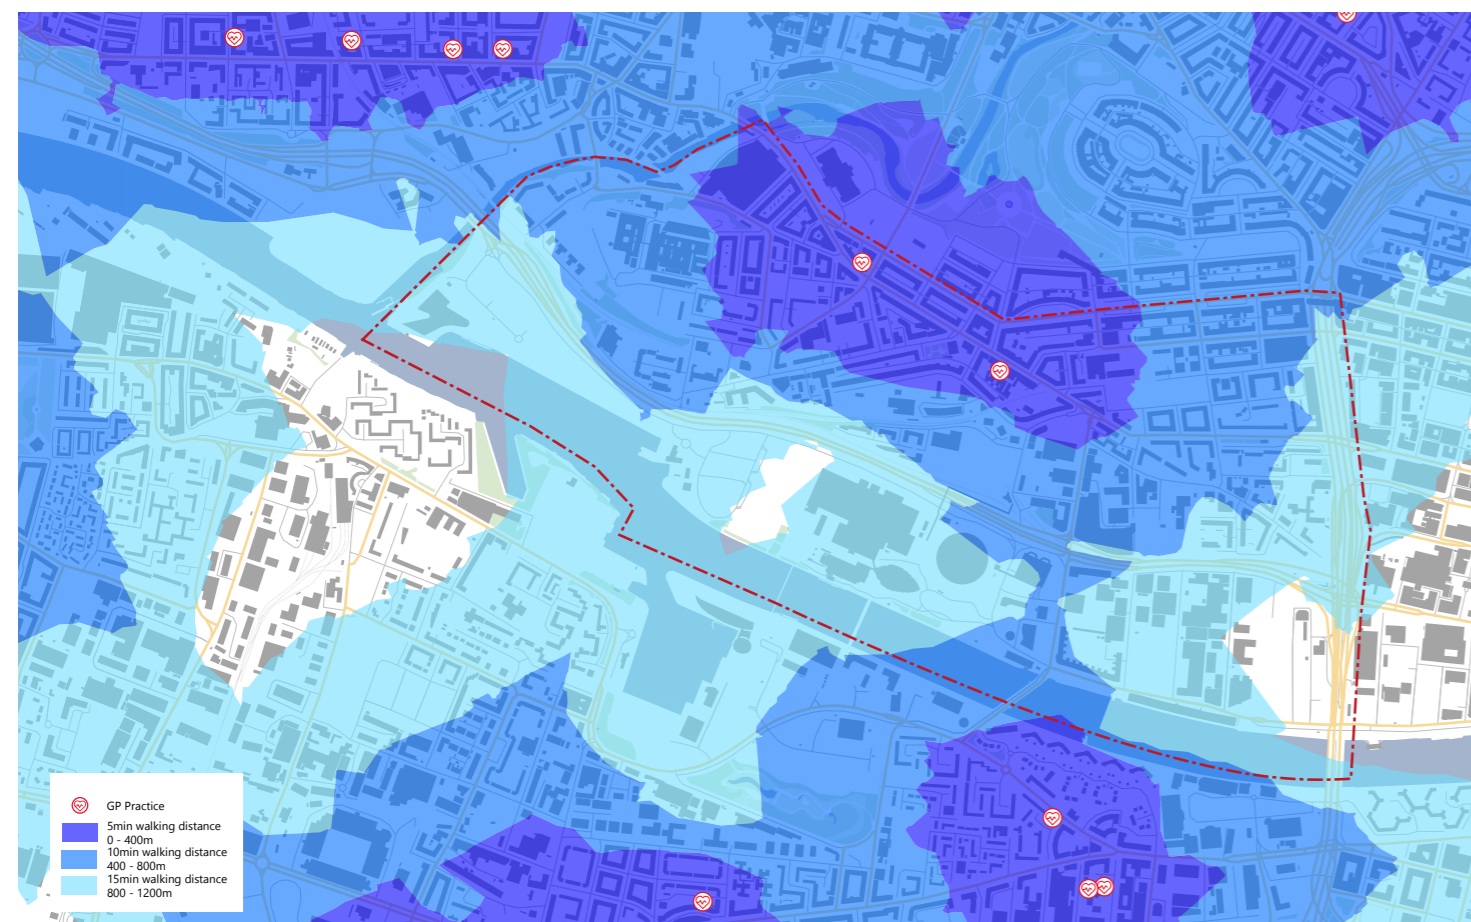 GP Practice
5min walking distance
0 - 400m
10min walking distance
400 - 800m
15min walking distance
800 - 1200m